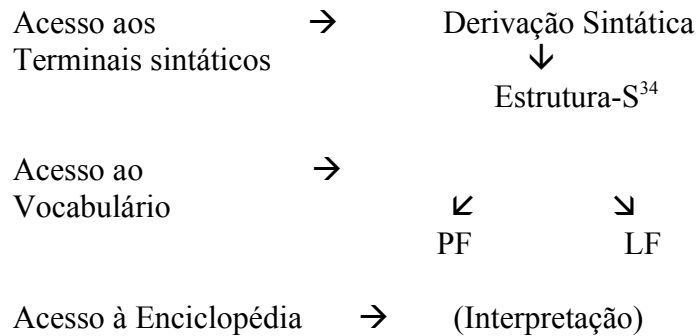 Acesso aos → Derivação Sintática
Terminais sintáticos ↓
Estrutura-S34
Acesso ao →
Vocabulário ↙ ↘
PF LF
Acesso à Enciclopédia → (Interpretação)